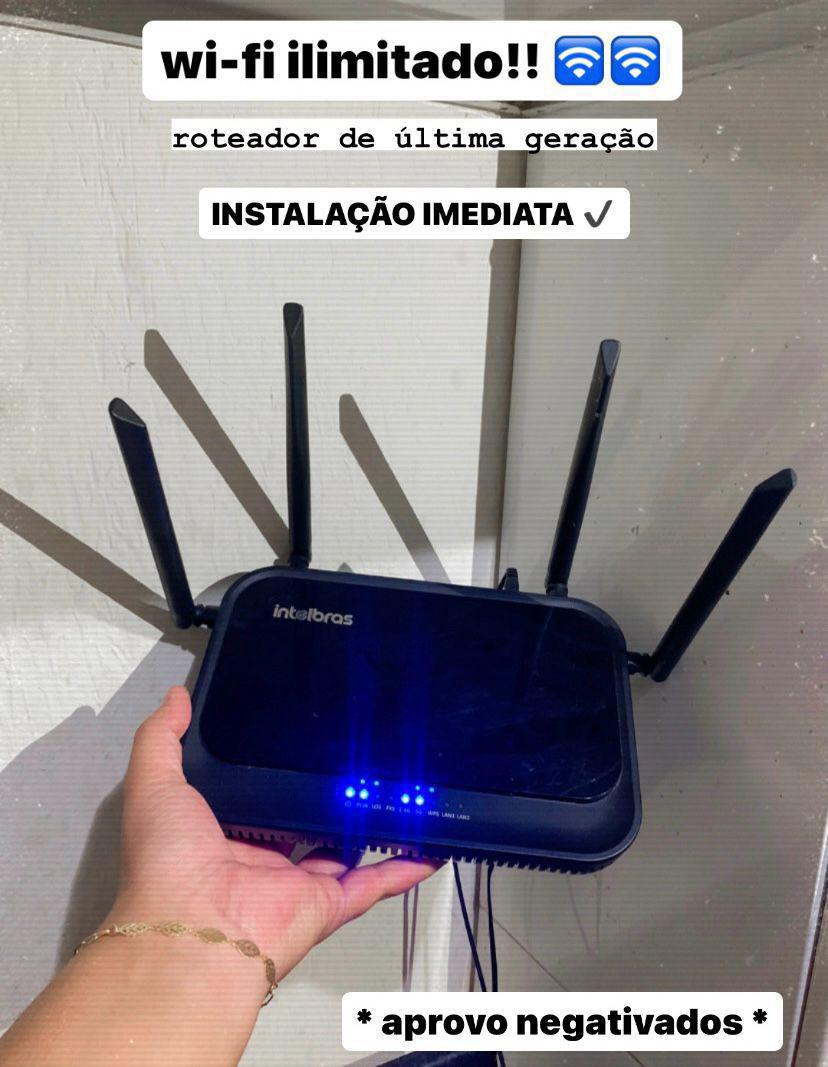 wi-fi ilimitado!! 🛜🛜
roteador de última geração
INSTALAÇÃO IMEDIATA ✓
intelbras
PON LOS FXS 2.4G 5G WPS LAN1 LAN2
* aprovo negativados *